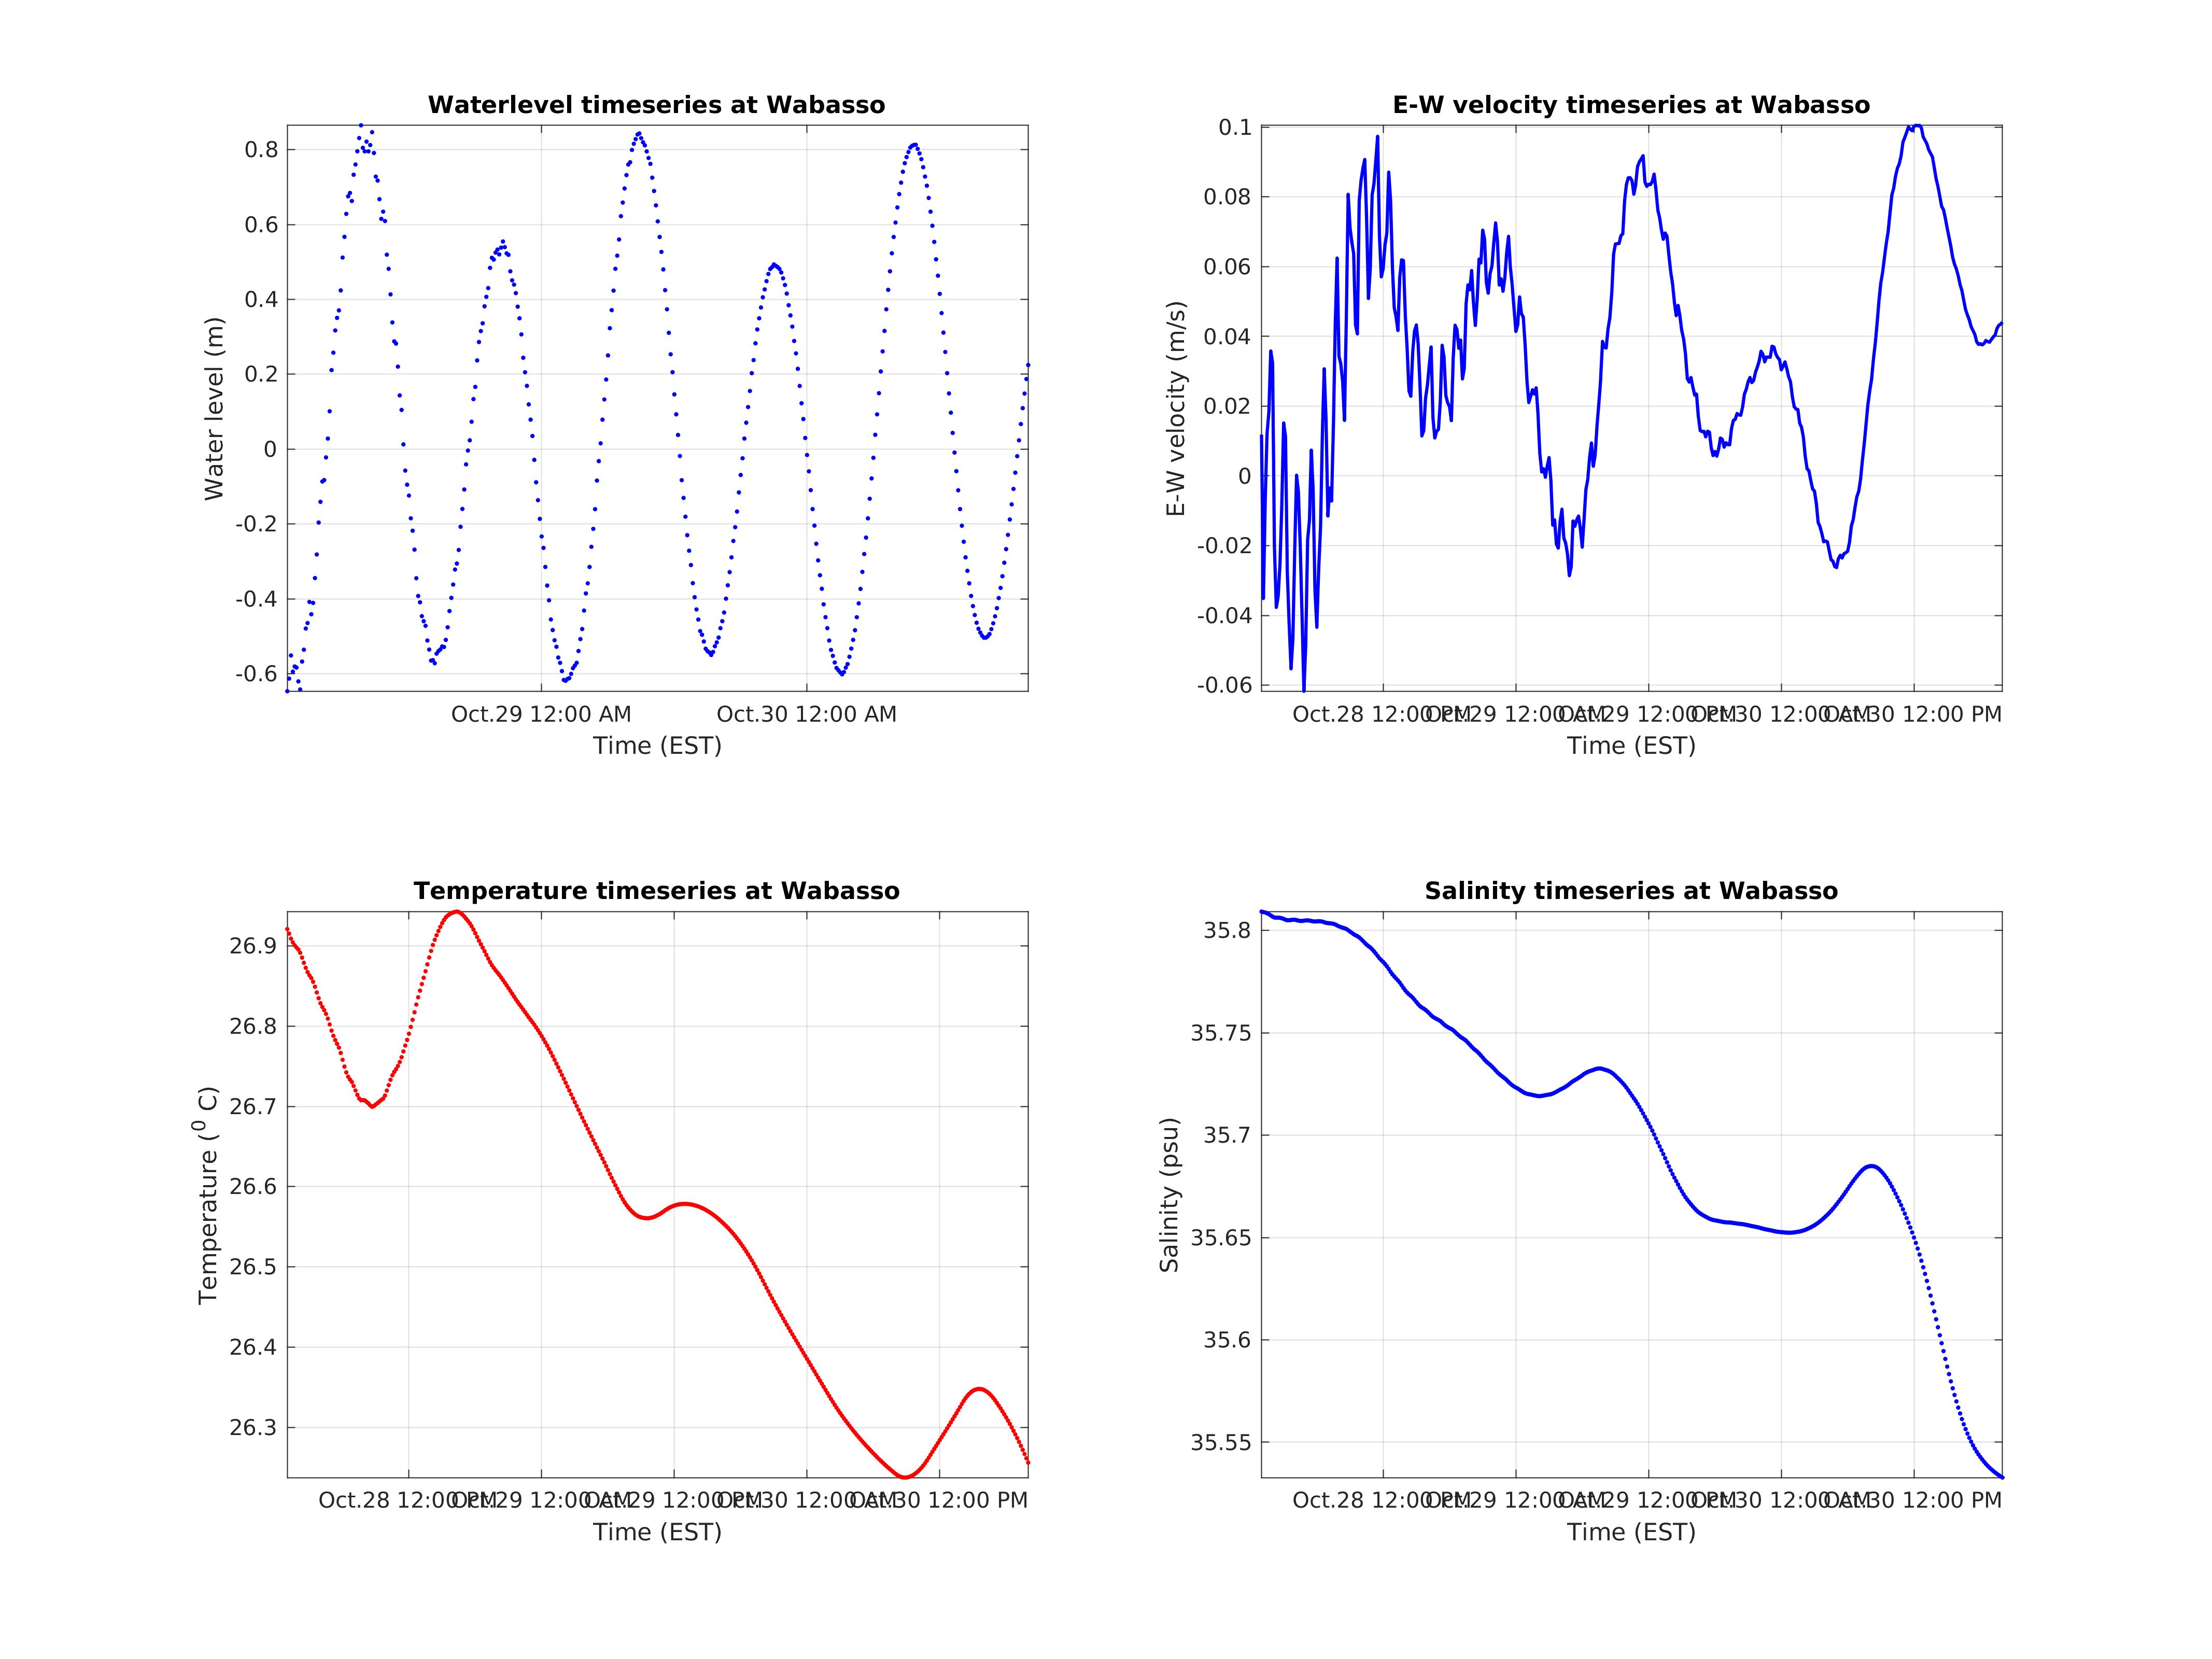 Waterlevel timeseries at Wabasso
0.8
0.6
0.4
0.2
0
-0.2
-0.4
-0.6
Water level (m)
Oct.29 12:00 AM
Oct.30 12:00 AM
Time (EST)
E-W velocity timeseries at Wabasso
0.1
0.08
0.06
0.04
0.02
0
-0.02
-0.04
-0.06
E-W velocity (m/s)
Oct.28 12:00 PM
Oct.29 12:00 AM
Oct.29 12:00 PM
Oct.30 12:00 AM
Oct.30 12:00 PM
Time (EST)
Temperature timeseries at Wabasso
26.9
26.8
26.7
26.6
26.5
26.4
26.3
Temperature (⁰ C)
Oct.28 12:00 PM
Oct.29 12:00 AM
Oct.29 12:00 PM
Oct.30 12:00 AM
Oct.30 12:00 PM
Time (EST)
Salinity timeseries at Wabasso
35.8
35.75
35.7
35.65
35.6
35.55
Salinity (psu)
Oct.28 12:00 PM
Oct.29 12:00 AM
Oct.29 12:00 PM
Oct.30 12:00 AM
Oct.30 12:00 PM
Time (EST)